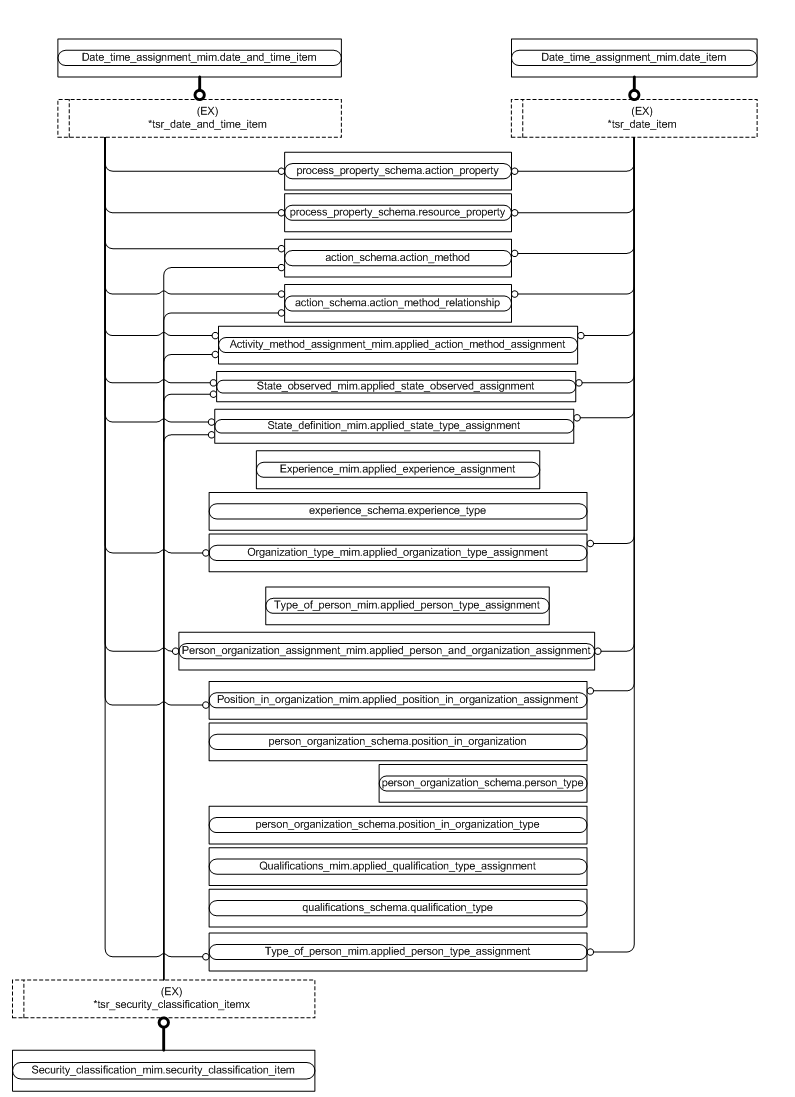 Date_time_assignment_mim.date_and_time_item
Date_time_assignment_mim.date_item
(EX)
*tsr_date_and_time_item
(EX)
*tsr_date_item
process_property_schema.action_property
process_property_schema.resource_property
action_schema.action_method
action_schema.action_method_relationship
Activity_method_assignment_mim.applied_action_method_assignment
State_observed_mim.applied_state_observed_assignment
State_definition_mim.applied_state_type_assignment
Experience_mim.applied_experience_assignment
experience_schema.experience_type
Organization_type_mim.applied_organization_type_assignment
Type_of_person_mim.applied_person_type_assignment
Person_organization_assignment_mim.applied_person_and_organization_assignment
Position_in_organization_mim.applied_position_in_organization_assignment
person_organization_schema.position_in_organization
person_organization_schema.person_type
person_organization_schema.position_in_organization_type
Qualifications_mim.applied_qualification_type_assignment
qualifications_schema.qualification_type
Type_of_person_mim.applied_person_type_assignment
(EX)
*tsr_security_classification_itemx
Security_classification_mim.security_classification_item